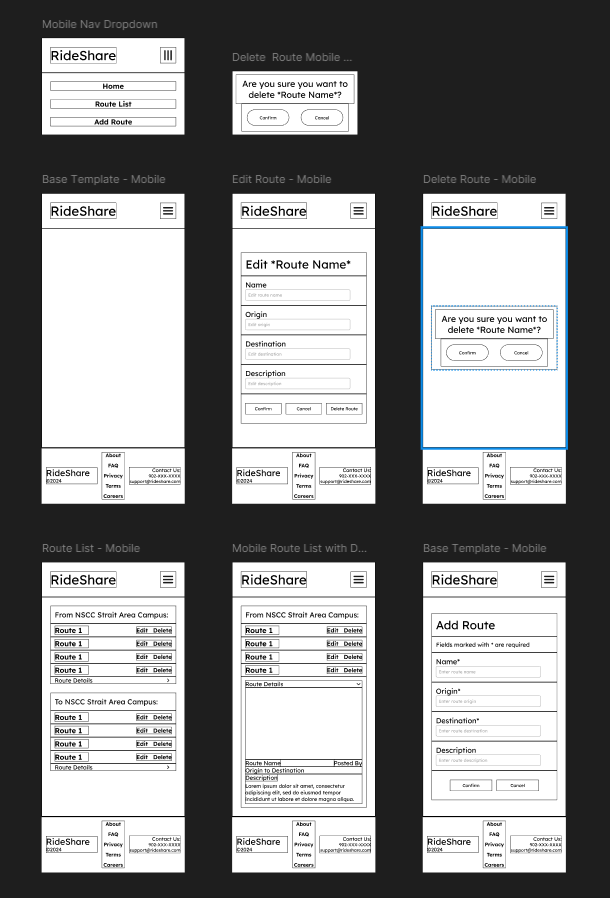 Mobile Nav Dropdown
RideShare
Home
Route List
Add Route
Delete Route Mobile ...
Are you sure you want to
delete *Route Name*?
Confirm
Cancel
Base Template - Mobile
RideShare
RideShare
©2024
About
FAQ
Privacy
Terms
Careers
Contact Us:
902-XXX-XXXX
support@rideshare.com
Edit Route - Mobile
RideShare
Edit *Route Name*
Name
Edit route name
Origin
Edit origin
Destination
Edit destination
Description
Edit description
Confirm
Cancel
Delete Route
RideShare
©2024
About
FAQ
Privacy
Terms
Careers
Contact Us:
902-XXX-XXXX
support@rideshare.com
Delete Route - Mobile
RideShare
Are you sure you want to
delete *Route Name*?
Confirm
Cancel
RideShare
©2024
About
FAQ
Privacy
Terms
Careers
Contact Us:
902-XXX-XXXX
support@rideshare.com
Route List - Mobile
RideShare
From NSCC Strait Area Campus:
Route 1 Edit Delete
Route 1 Edit Delete
Route 1 Edit Delete
Route 1 Edit Delete
Route Details >
To NSCC Strait Area Campus:
Route 1 Edit Delete
Route 1 Edit Delete
Route 1 Edit Delete
Route 1 Edit Delete
Route Details >
RideShare
©2024
About
FAQ
Privacy
Terms
Careers
Contact Us:
902-XXX-XXXX
support@rideshare.com
Mobile Route List with D...
RideShare
From NSCC Strait Area Campus:
Route 1 Edit Delete
Route 1 Edit Delete
Route 1 Edit Delete
Route 1 Edit Delete
Route Details
Route Name Posted By
Origin to Destination
Description
Lorem ipsum dolor sit amet, consectetur
adipiscing elit, sed do eiusmod tempor
incididunt ut labore et dolore magna aliqua.
RideShare
©2024
About
FAQ
Privacy
Terms
Careers
Contact Us:
902-XXX-XXXX
support@rideshare.com
Base Template - Mobile
RideShare
Add Route
Fields marked with * are required
Name*
Enter route name
Origin*
Enter route origin
Destination*
Enter route destination
Description
Enter route description
Confirm
Cancel
RideShare
©2024
About
FAQ
Privacy
Terms
Careers
Contact Us:
902-XXX-XXXX
support@rideshare.com